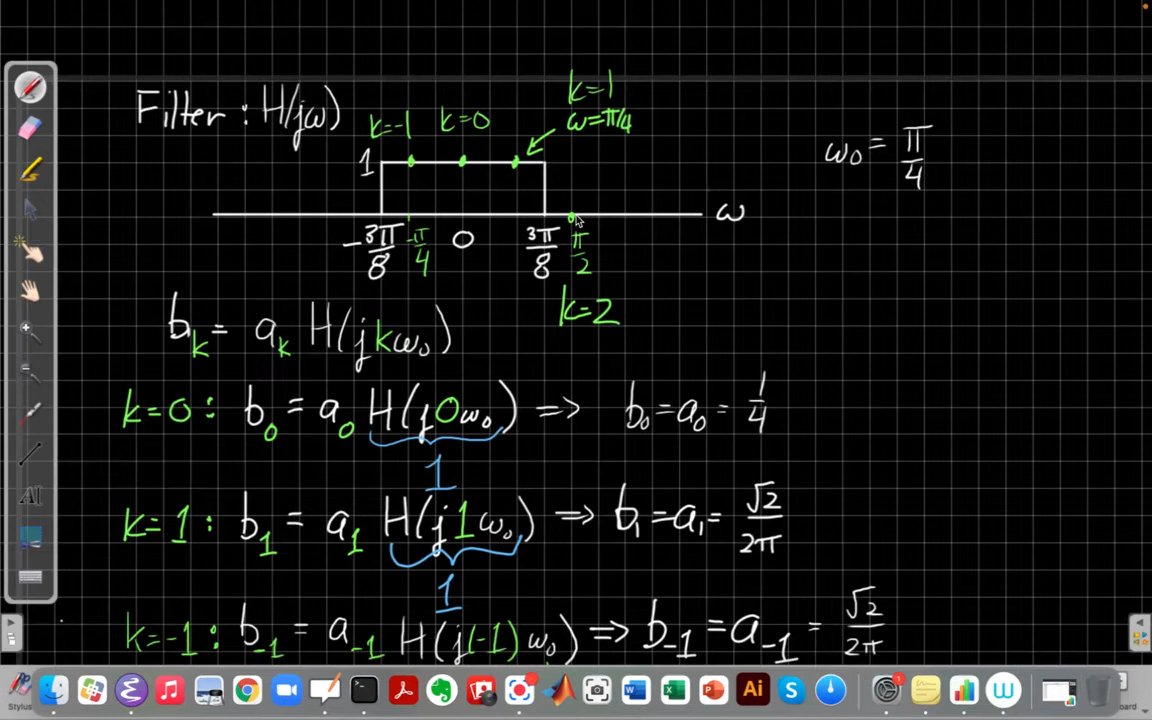 k=1
Filter : H(jω)
k=-1 k=0 ω=π/4
ω₀ = π/4
1
ω
-3π/8 -π/4 0 3π/8 π/2
k=2
bₖ = aₖ H(jkω₀)
k=0 : b₀ = a₀ H(j0ω₀) => b₀=a₀ = 1/4
1
k=1 : b₁ = a₁ H(j1ω₀) => b₁=a₁= √2/2π
1
k=-1 : b₋₁ = a₋₁ H(j(-1)ω₀) => b₋₁ = a₋₁ = √2/2π